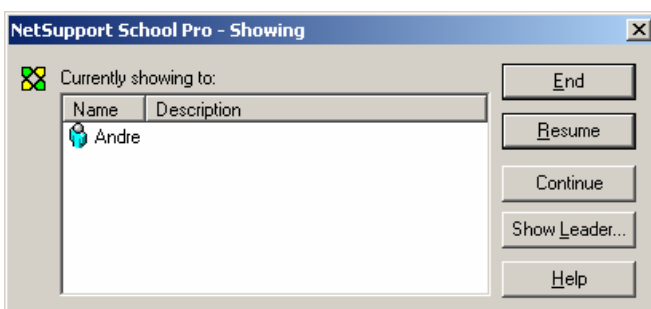 NetSupport School Pro - Showing
Currently showing to:
Name Description
Andre
End
Resume
Continue
Show Leader...
Help